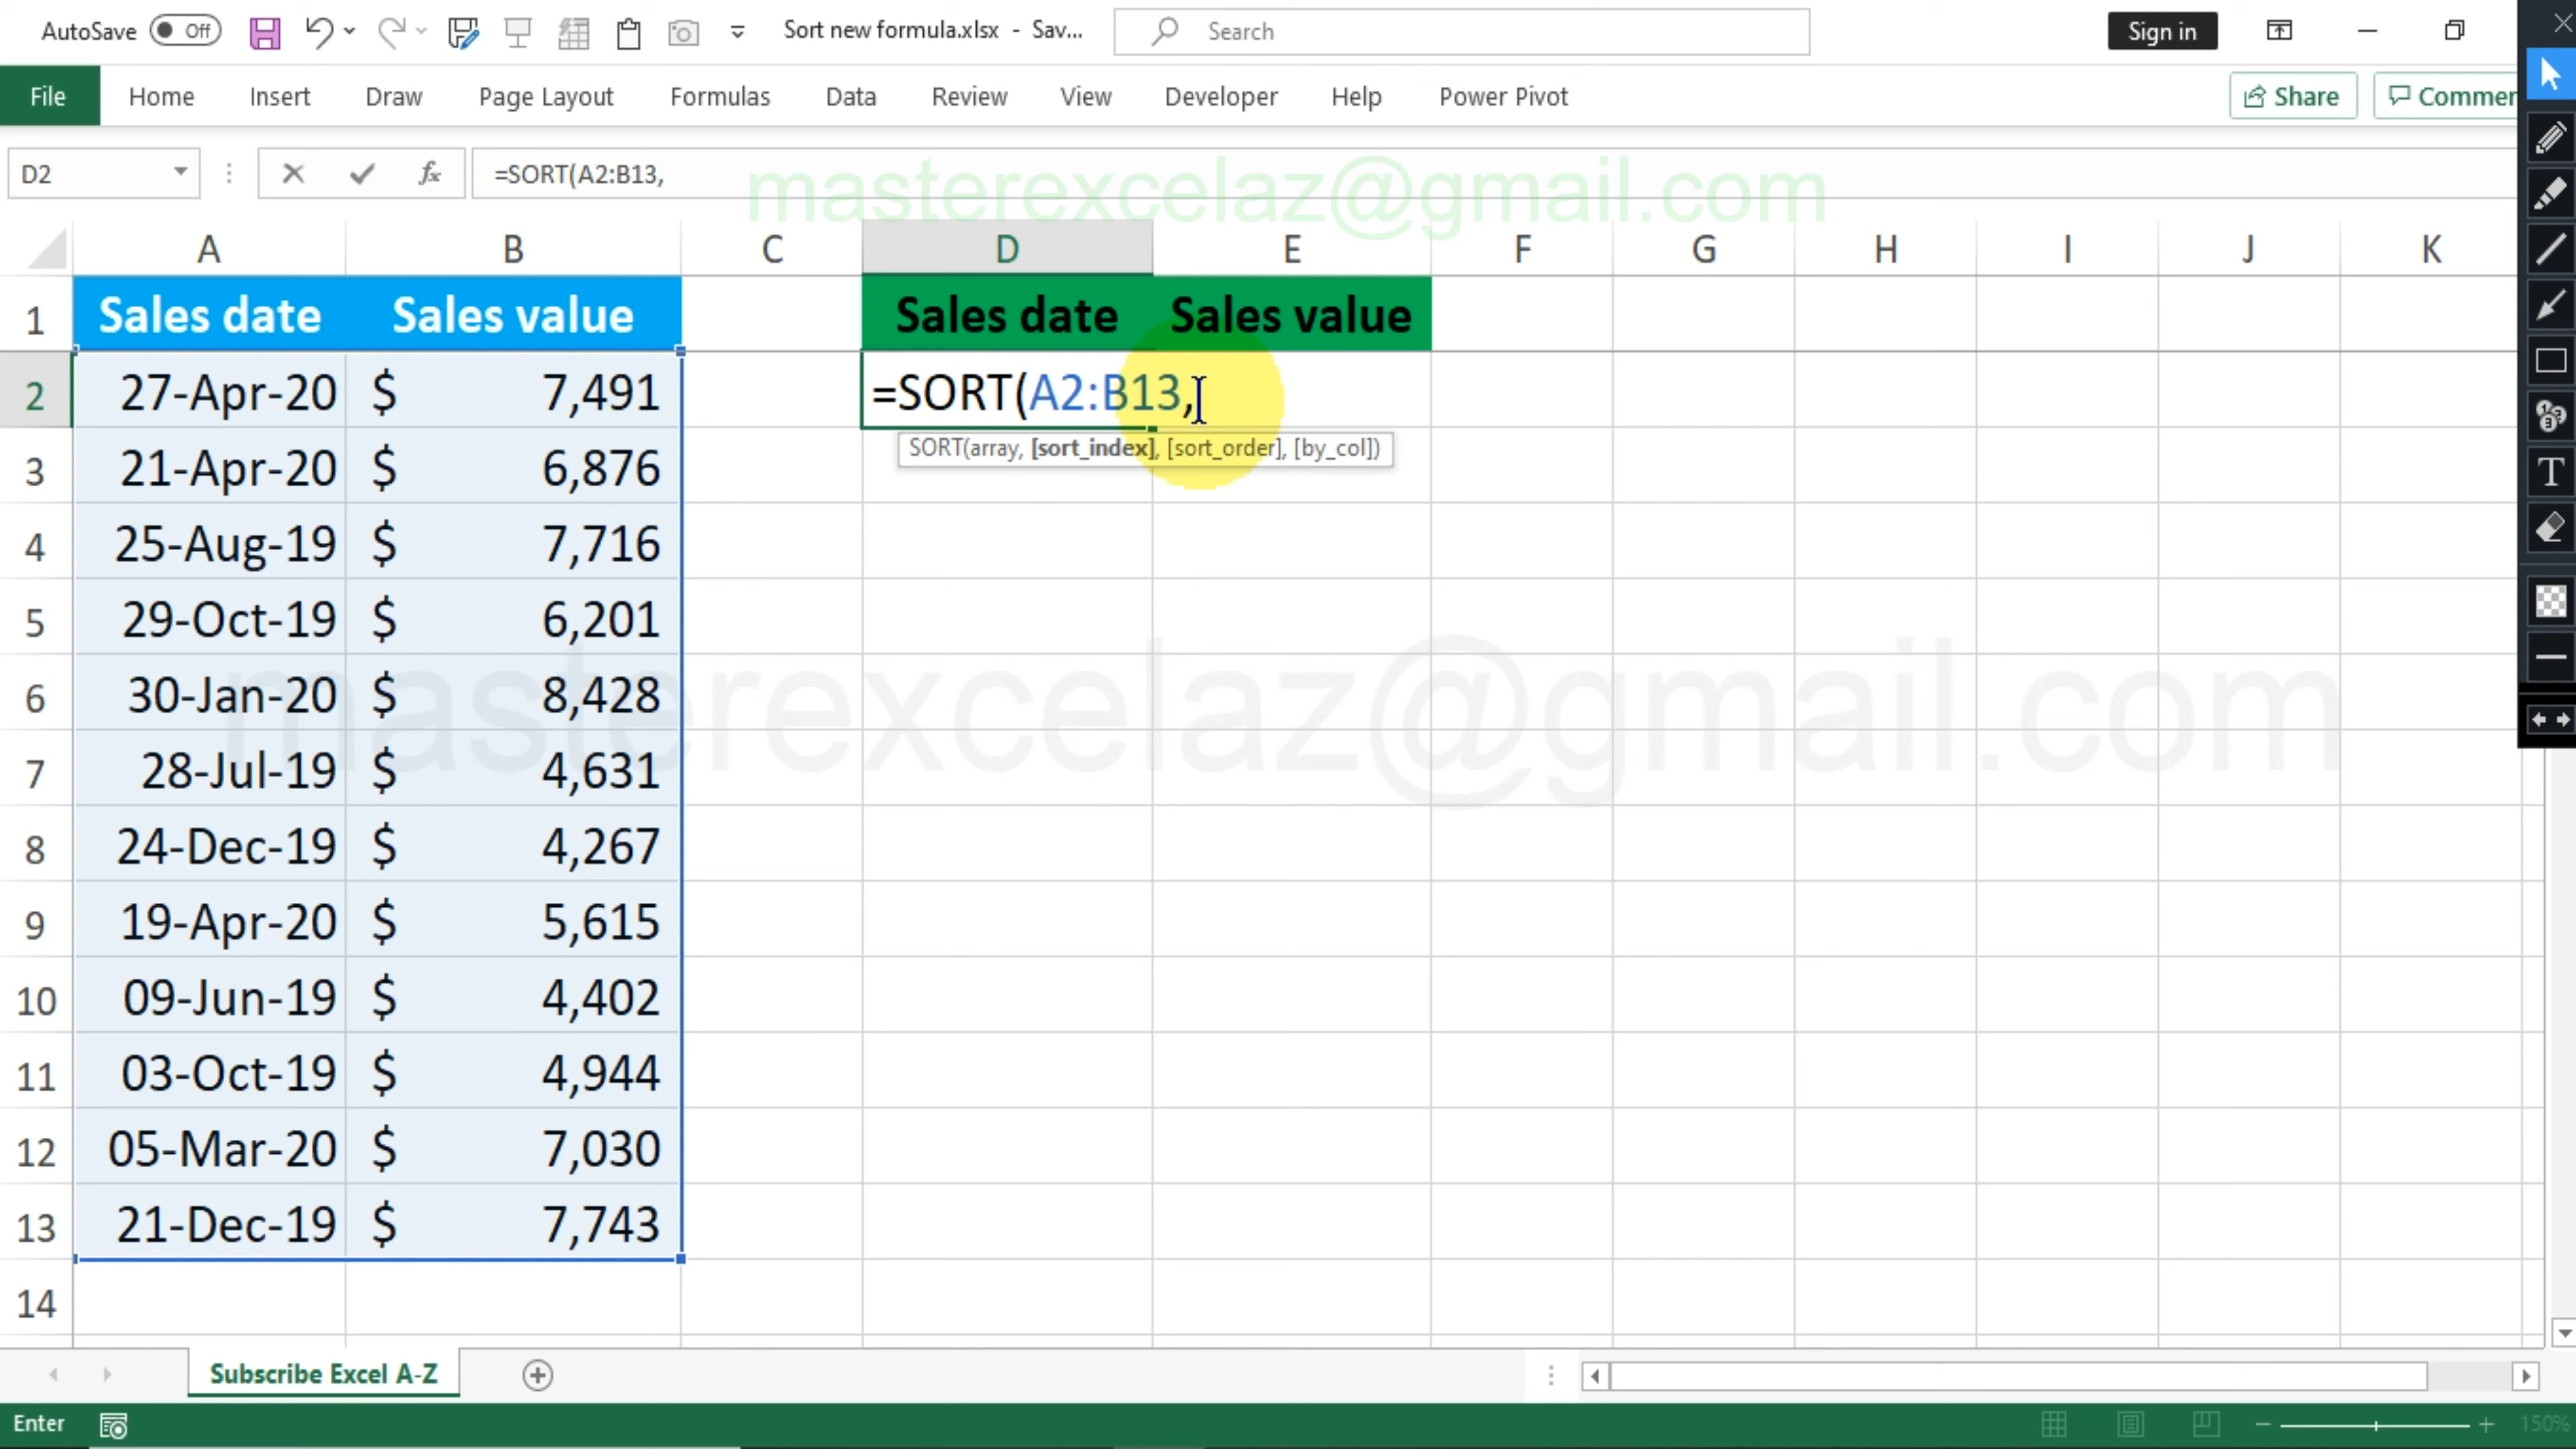 AutoSave Off Sort new formula.xlsx - Sav... Search Sign in
File Home Insert Draw Page Layout Formulas Data Review View Developer Help Power Pivot Share Commen
D2 fx =SORT(A2:B13,
masterexcelaz@gmail.com
A B C D E F G H I J K
1 Sales date Sales value Sales date Sales value
2 27-Apr-20 $ 7,491 =SORT(A2:B13,
SORT(array, [sort_index], [sort_order], [by_col])
3 21-Apr-20 $ 6,876
4 25-Aug-19 $ 7,716
5 29-Oct-19 $ 6,201
6 30-Jan-20 $ 8,428
masterexcelaz@gmail.com
7 28-Jul-19 $ 4,631
8 24-Dec-19 $ 4,267
9 19-Apr-20 $ 5,615
10 09-Jun-19 $ 4,402
11 03-Oct-19 $ 4,944
12 05-Mar-20 $ 7,030
13 21-Dec-19 $ 7,743
14
Subscribe Excel A-Z
Enter 150%